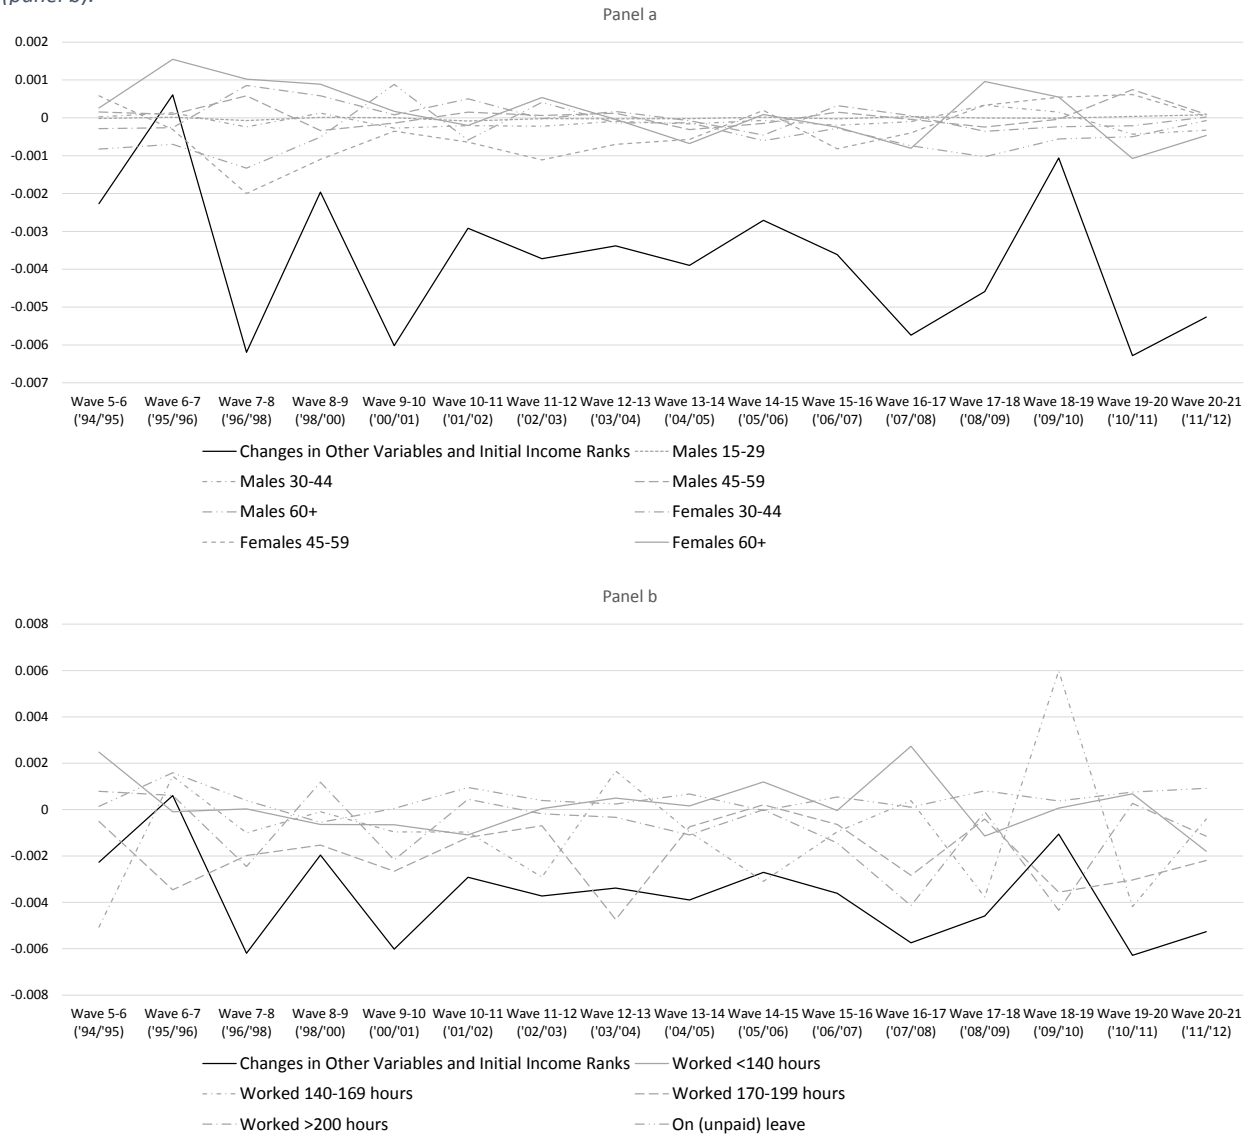 (panel b).
Panel a
0.002
0.001
0
-0.001
-0.002
-0.003
-0.004
-0.005
-0.006
-0.007
Wave 5-6 Wave 6-7 Wave 7-8 Wave 8-9 Wave 9-10 Wave 10-11 Wave 11-12 Wave 12-13 Wave 13-14 Wave 14-15 Wave 15-16 Wave 16-17 Wave 17-18 Wave 18-19 Wave 19-20 Wave 20-21
('94/'95) ('95/'96) ('96/'98) ('98/'00) ('00/'01) ('01/'02) ('02/'03) ('03/'04) ('04/'05) ('05/'06) ('06/'07) ('07/'08) ('08/'09) ('09/'10) ('10/'11) ('11/'12)
Changes in Other Variables and Initial Income Ranks Males 15-29
Males 30-44 Males 45-59
Males 60+ Females 30-44
Females 45-59 Females 60+
Panel b
0.008
0.006
0.004
0.002
0
-0.002
-0.004
-0.006
-0.008
Wave 5-6 Wave 6-7 Wave 7-8 Wave 8-9 Wave 9-10 Wave 10-11 Wave 11-12 Wave 12-13 Wave 13-14 Wave 14-15 Wave 15-16 Wave 16-17 Wave 17-18 Wave 18-19 Wave 19-20 Wave 20-21
('94/'95) ('95/'96) ('96/'98) ('98/'00) ('00/'01) ('01/'02) ('02/'03) ('03/'04) ('04/'05) ('05/'06) ('06/'07) ('07/'08) ('08/'09) ('09/'10) ('10/'11) ('11/'12)
Changes in Other Variables and Initial Income Ranks Worked <140 hours
Worked 140-169 hours Worked 170-199 hours
Worked >200 hours On (unpaid) leave